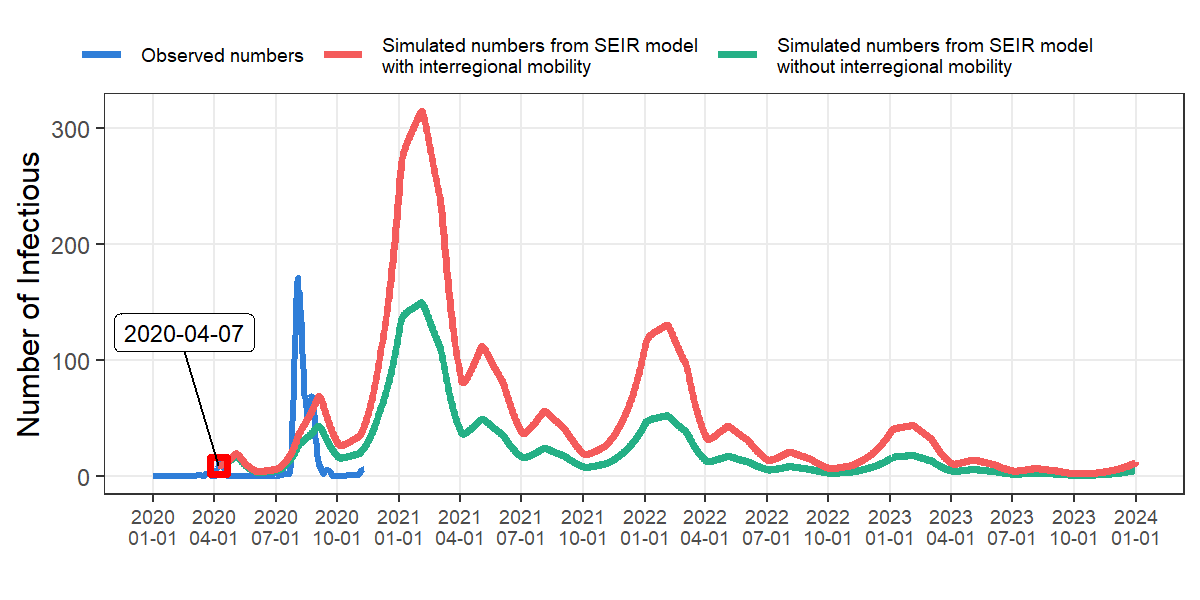 Observed numbers
Simulated numbers from SEIR model
with interregional mobility
Simulated numbers from SEIR model
without interregional mobility
Number of Infectious
300
200
100
0
2020-04-07
2020 2020 2020 2020 2021 2021 2021 2021 2022 2022 2022 2022 2023 2023 2023 2023 2024
01-01 04-01 07-01 10-01 01-01 04-01 07-01 10-01 01-01 04-01 07-01 10-01 01-01 04-01 07-01 10-01 01-01